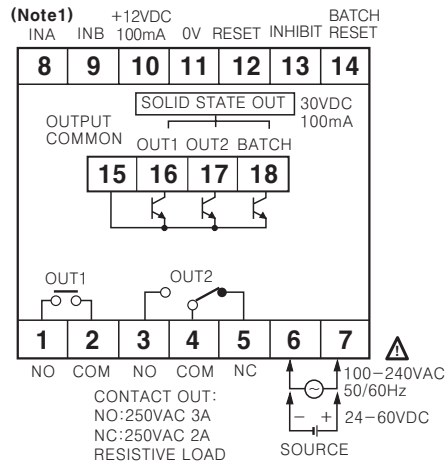 (Note1)
INA INB +12VDC 100mA 0V RESET INHIBIT BATCH RESET
8 9 10 11 12 13 14
SOLID STATE OUT
30VDC
100mA
OUTPUT
COMMON
OUT1 OUT2 BATCH
15 16 17 18
OUT1
OUT2
1 2 3 4 5 6 7
NO COM NO COM NC
100-240VAC
50/60Hz
- +
24-60VDC
SOURCE
CONTACT OUT:
NO:250VAC 3A
NC:250VAC 2A
RESISTIVE LOAD